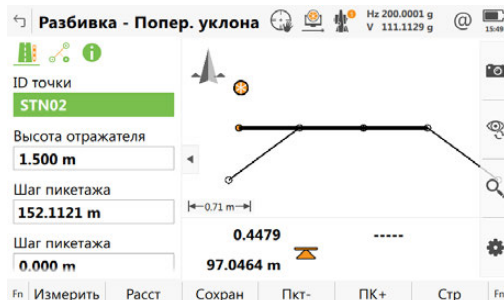 Разбивка - Попер. уклона
Hz 200.0001 g
V 111.1129 g
@
15:49
ID точки
STN02
Высота отражателя
1.500 m
Шаг пикетажа
152.1121 m
Шаг пикетажа
0.000 m
0.71 m
0.4479
-----
97.0464 m
Fn Измерить Расст Сохран Пкт- ПК+ Стр Fn